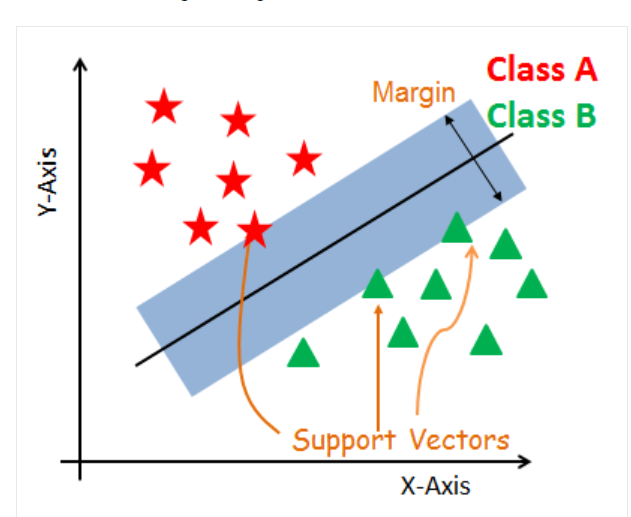 Class A
Margin
Class B
Y-Axis
Support Vectors
X-Axis